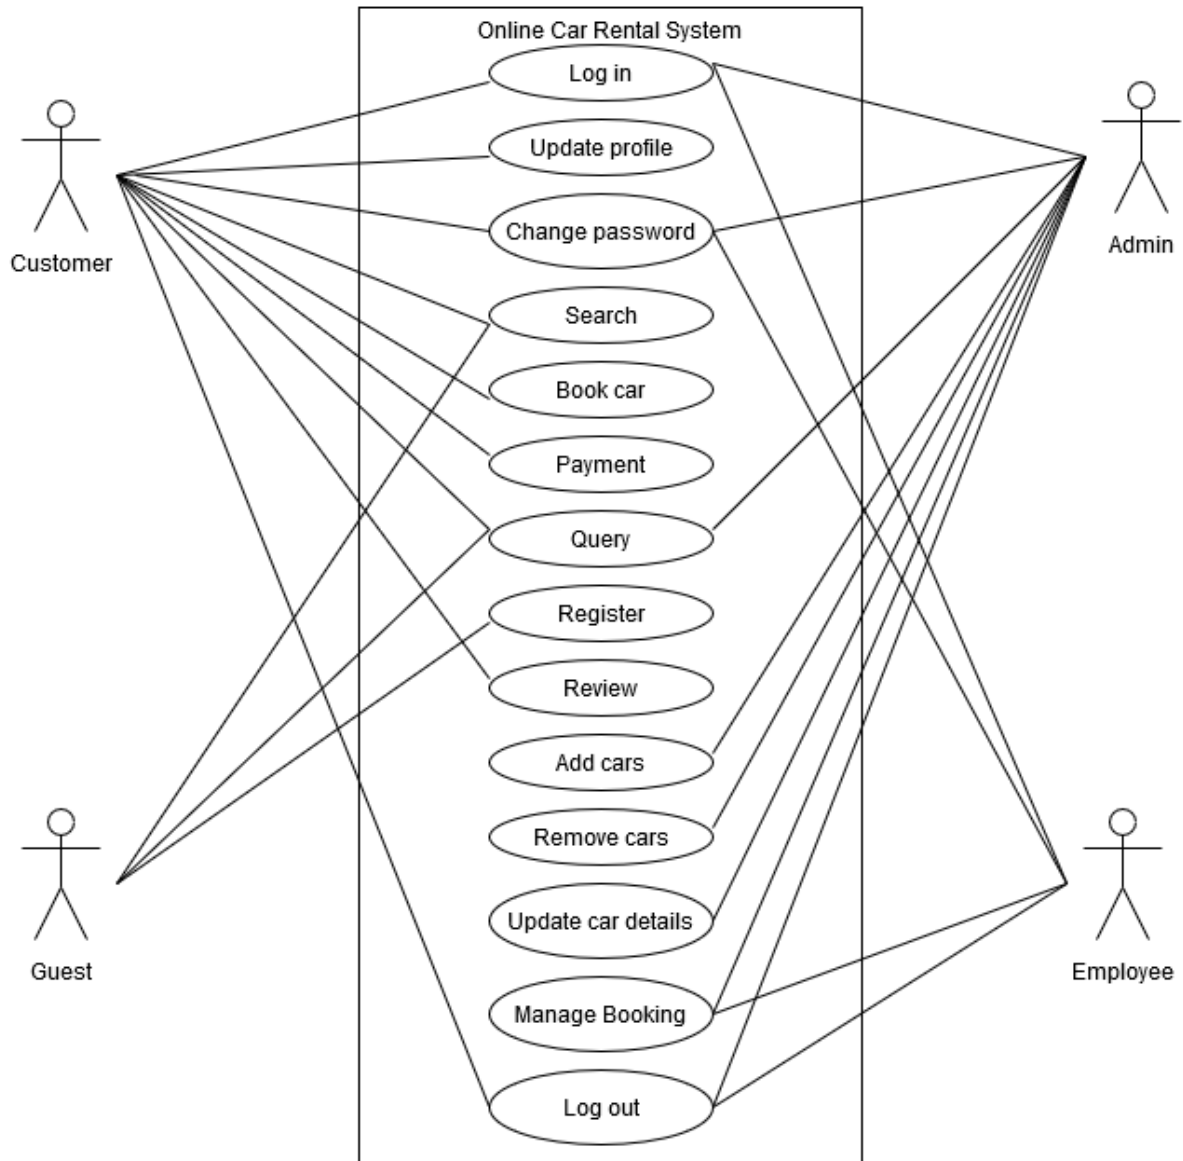 Online Car Rental System
Log in
Update profile
Change password
Customer
Admin
Search
Book car
Payment
Query
Register
Review
Add cars
Remove cars
Update car details
Guest
Employee
Manage Booking
Log out